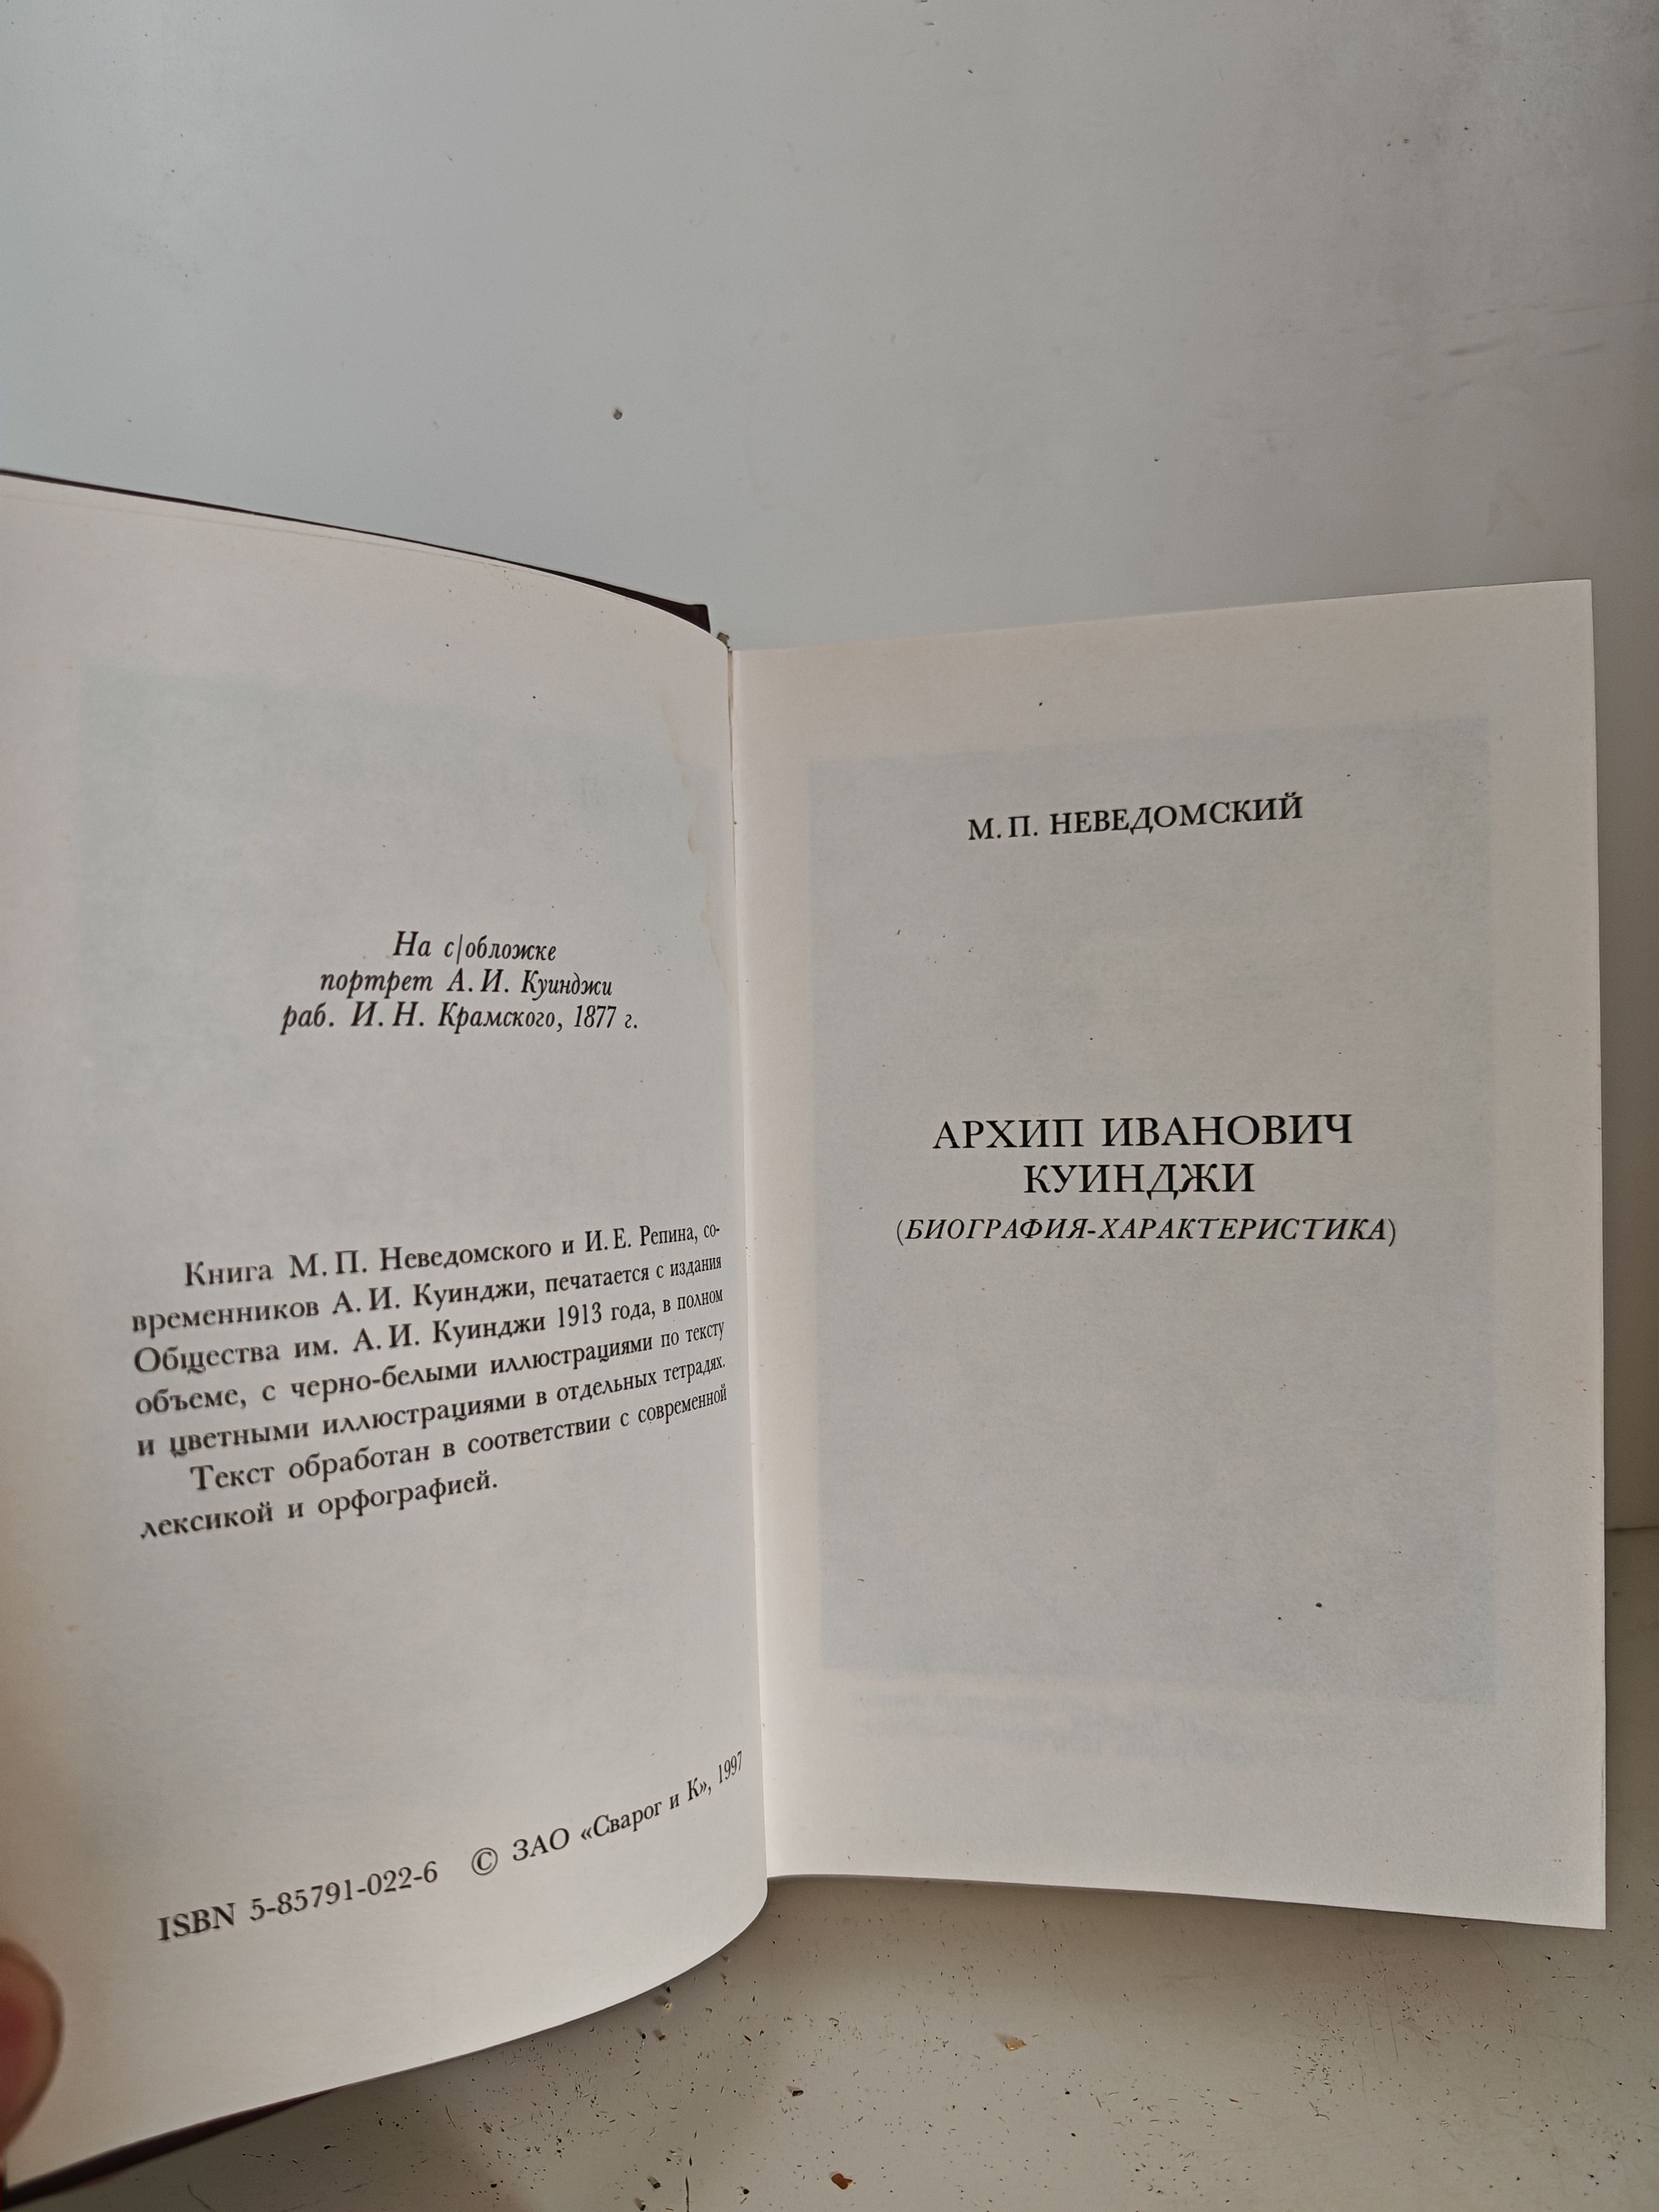 На с|обложке
портрет А. И. Куинджи
раб. И. Н. Крамского, 1877 г.
Книга М. П. Неведомского и И. Е. Репина, со-
временников А. И. Куинджи, печатается с издания
Общества им. А. И. Куинджи 1913 года, в полном
объеме, с черно-белыми иллюстрациями по тексту
и цветными иллюстрациями в отдельных тетрадях.
Текст обработан в соответствии с современной
лексикой и орфографией.
ISBN 5-85791-022-6 © ЗАО «Сварог и К», 1997
М. П. НЕВЕДОМСКИЙ
АРХИП ИВАНОВИЧ
КУИНДЖИ
(БИОГРАФИЯ-ХАРАКТЕРИСТИКА)